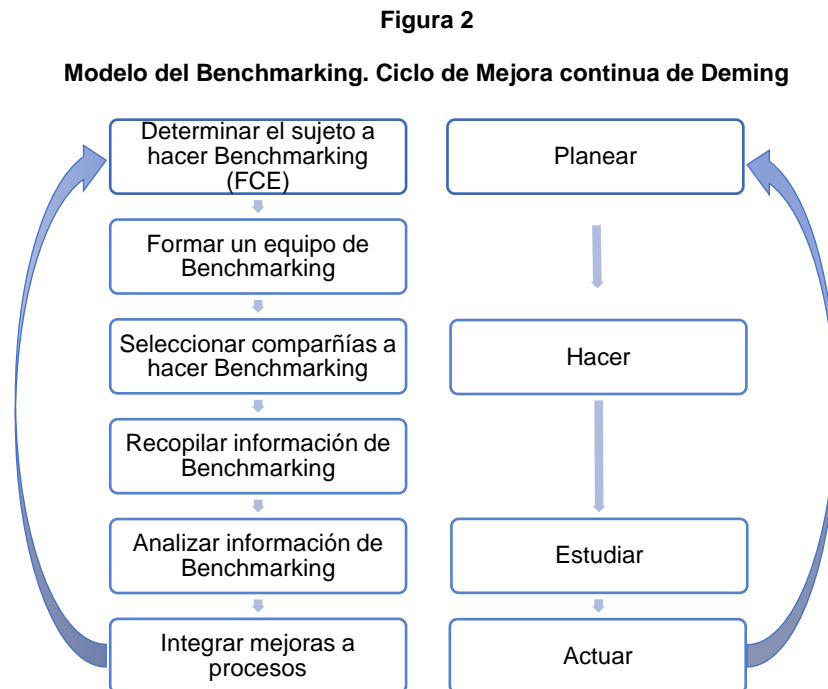 Figura 2
Modelo del Benchmarking. Ciclo de Mejora continua de Deming
Determinar el sujeto a
hacer Benchmarking
(FCE)
Formar un equipo de
Benchmarking
Seleccionar comparñías a
hacer Benchmarking
Recopilar información de
Benchmarking
Analizar información de
Benchmarking
Integrar mejoras a
procesos
Planear
Hacer
Estudiar
Actuar